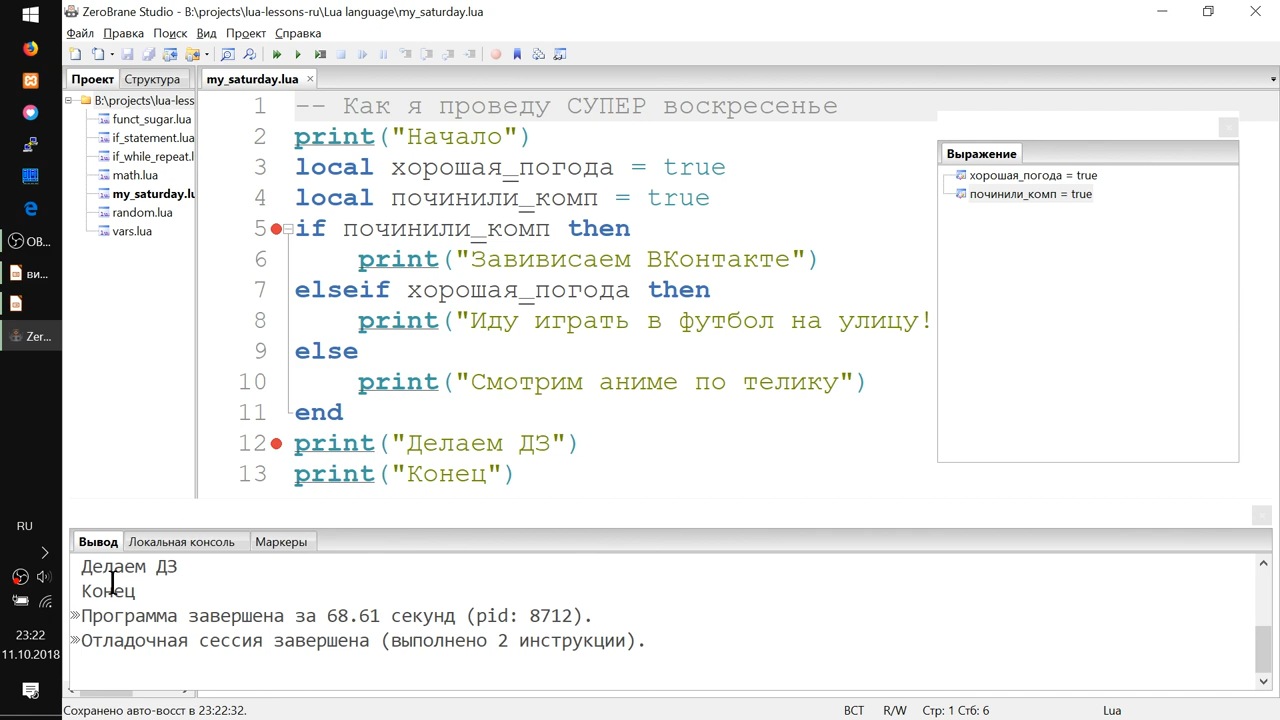 ZeroBrane Studio - B:\projects\lua-lessons-ru\Lua language\my_saturday.lua
Файл Правка Поиск Вид Проект Справка
Проект Структура
my_saturday.lua
B:\projects\lua-less
funct_sugar.lua
if_statement.lua
if_while_repeat.l
math.lua
my_saturday.lu
random.lua
vars.lua
1 -- Как я проведу СУПЕР воскресенье
2 print("Начало")
3 local хорошая_погода = true
4 local починили_комп = true
5 if починили_комп then
6 print("Завивисаем ВКонтакте")
7 elseif хорошая_погода then
8 print("Иду играть в футбол на улицу!
9 else
10 print("Смотрим аниме по телику")
11 end
12 print("Делаем ДЗ")
13 print("Конец")
Выражение
хорошая_погода = true
починили_комп = true
OB...
ви...
Zer...
RU
23:22
11.10.2018
Вывод Локальная консоль Маркеры
Делаем ДЗ
Конец
Программа завершена за 68.61 секунд (pid: 8712).
Отладочная сессия завершена (выполнено 2 инструкции).
Сохранено авто-восст в 23:22:32. ВСТ R/W Стр: 1 Стб: 6 Lua